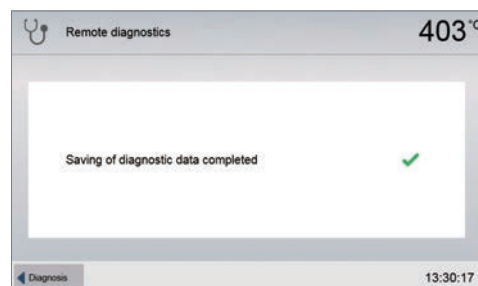 Remote diagnostics
403°C
Saving of diagnostic data completed
Diagnosis
13:30:17